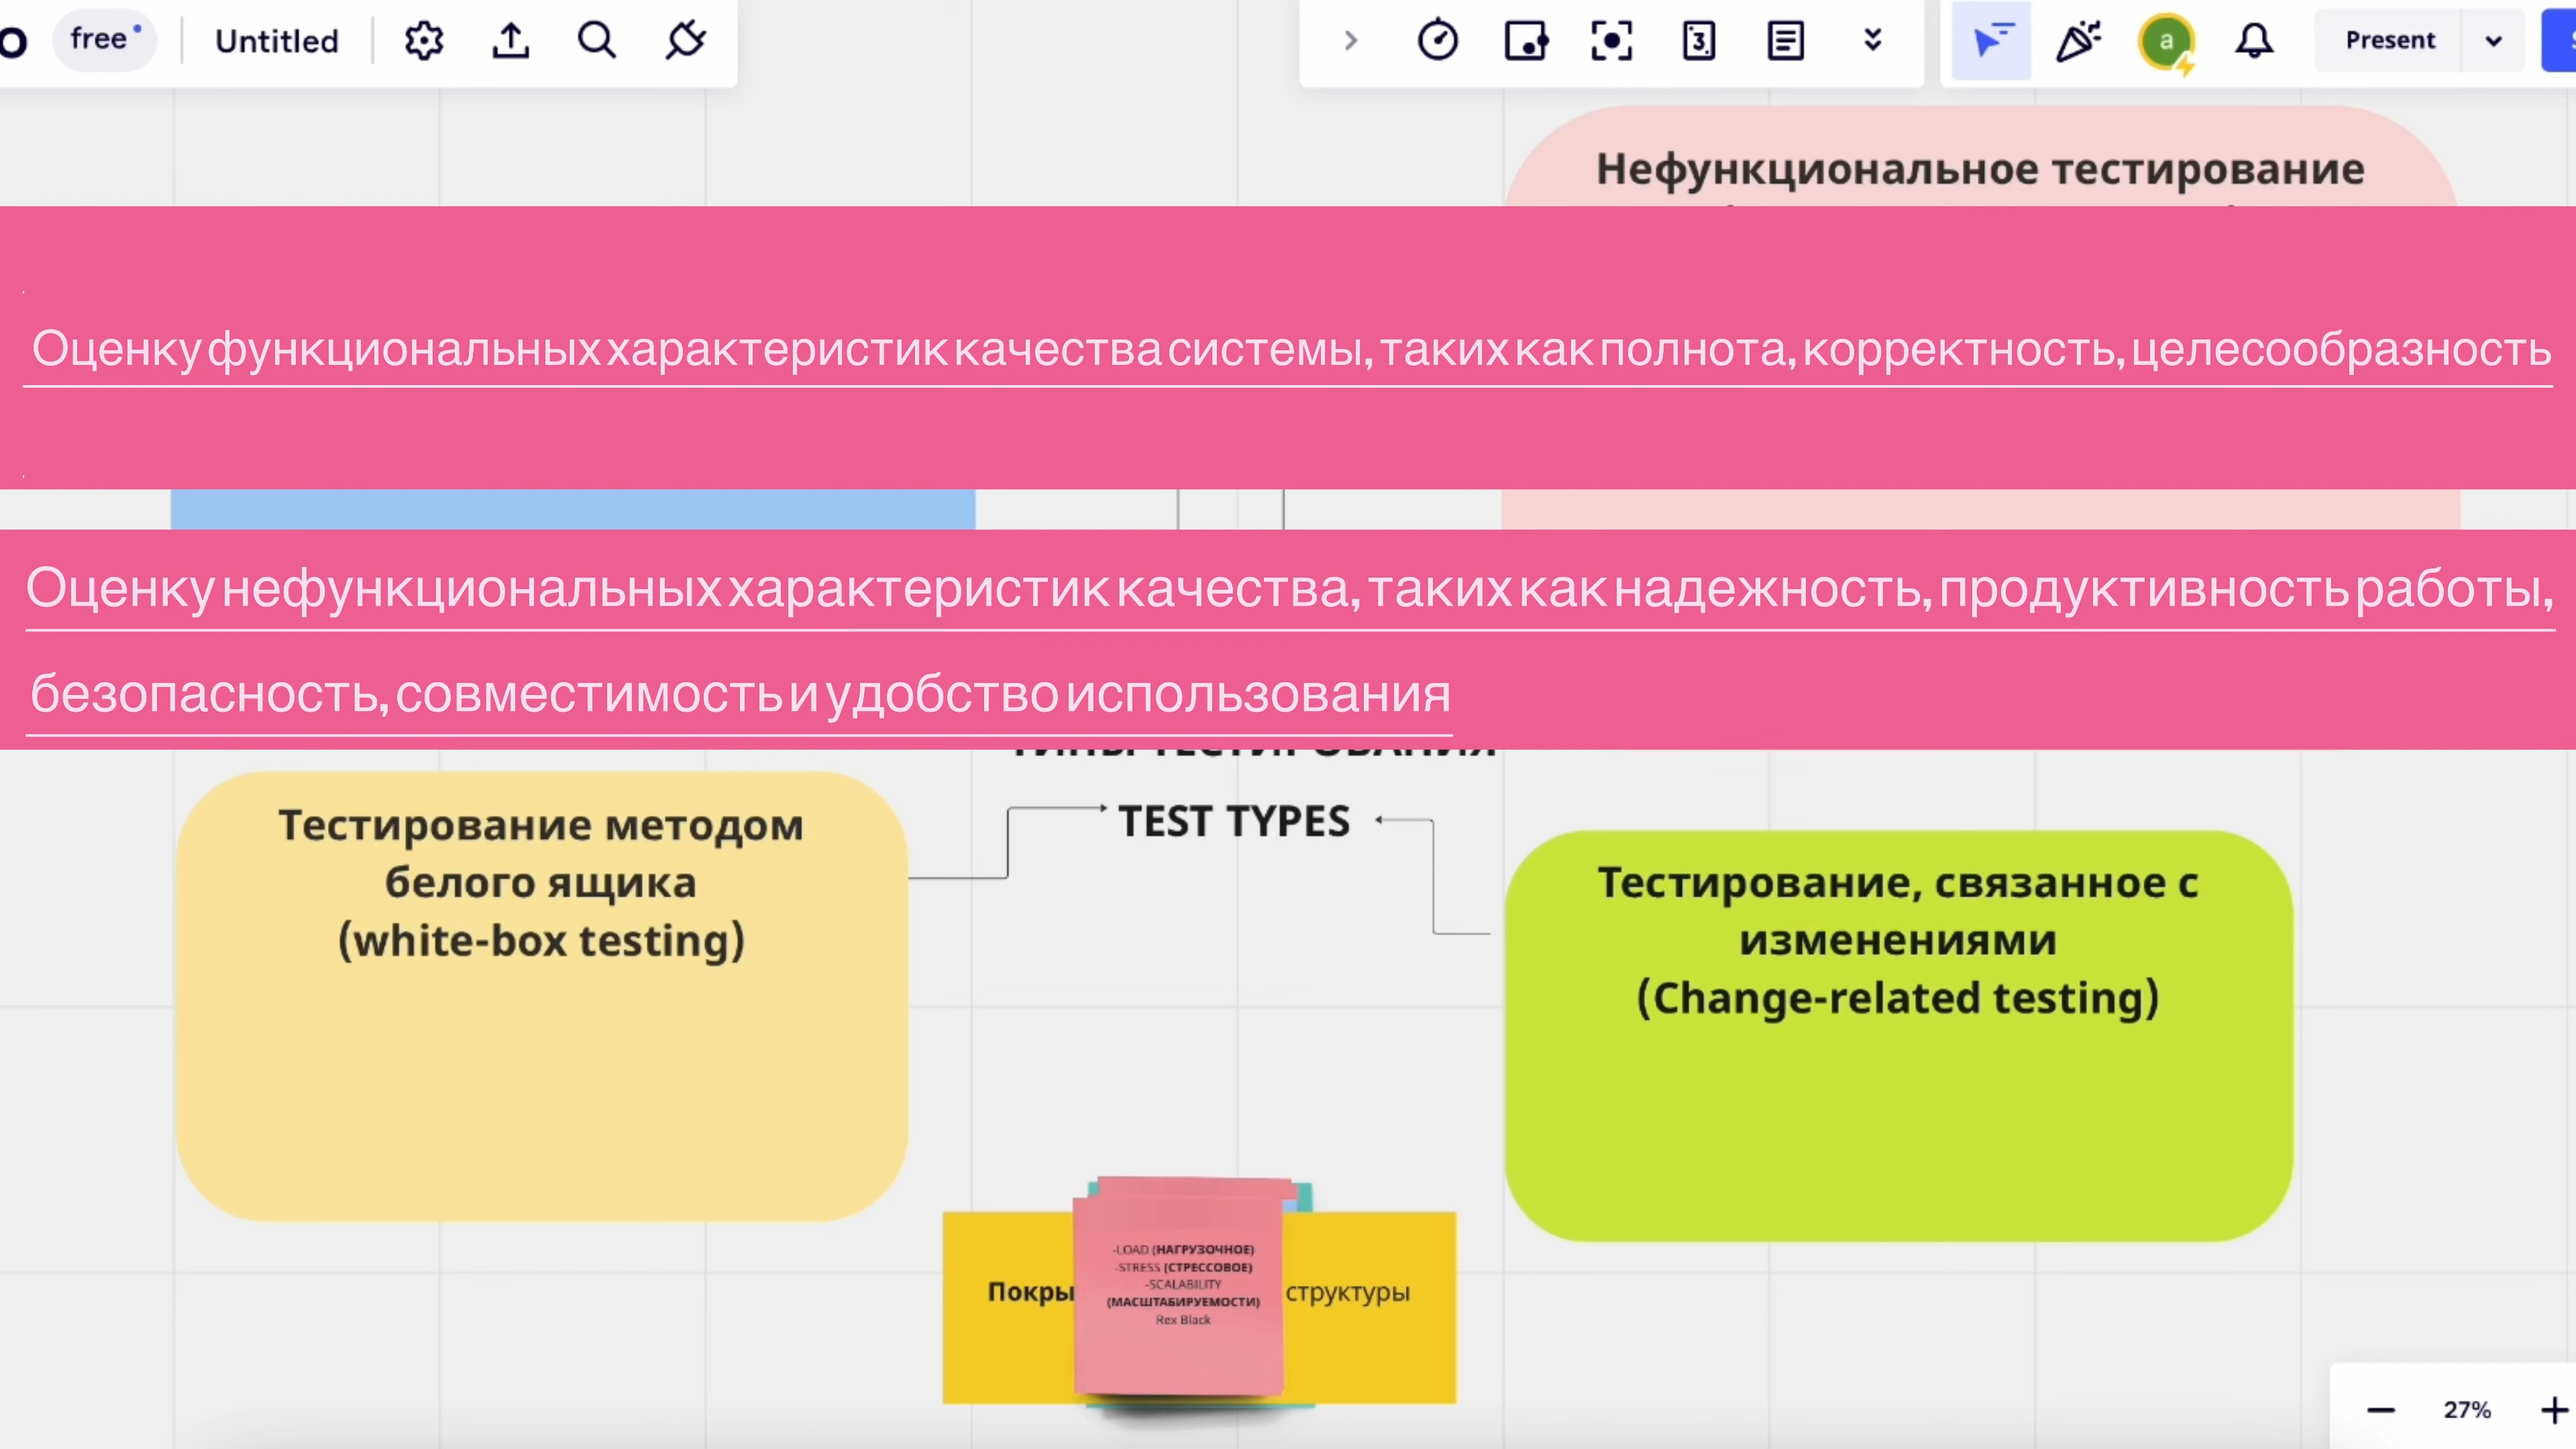 free
Untitled
Present
Нефункциональное тестирование
Оценку функциональных характеристик качества системы, таких как полнота, корректность, целесообразность
Оценку нефункциональных характеристик качества, таких как надежность, продуктивность работы,
безопасность, совместимость и удобство использования
TEST TYPES
Тестирование методом
белого ящика
(white-box testing)
Тестирование, связанное с
изменениями
(Change-related testing)
-LOAD (НАГРУЗОЧНОЕ)
-STRESS (СТРЕССОВОЕ)
-SCALABILITY
(МАСШТАБИРУЕМОСТИ)
Rex Black
Покры
структуры
27%